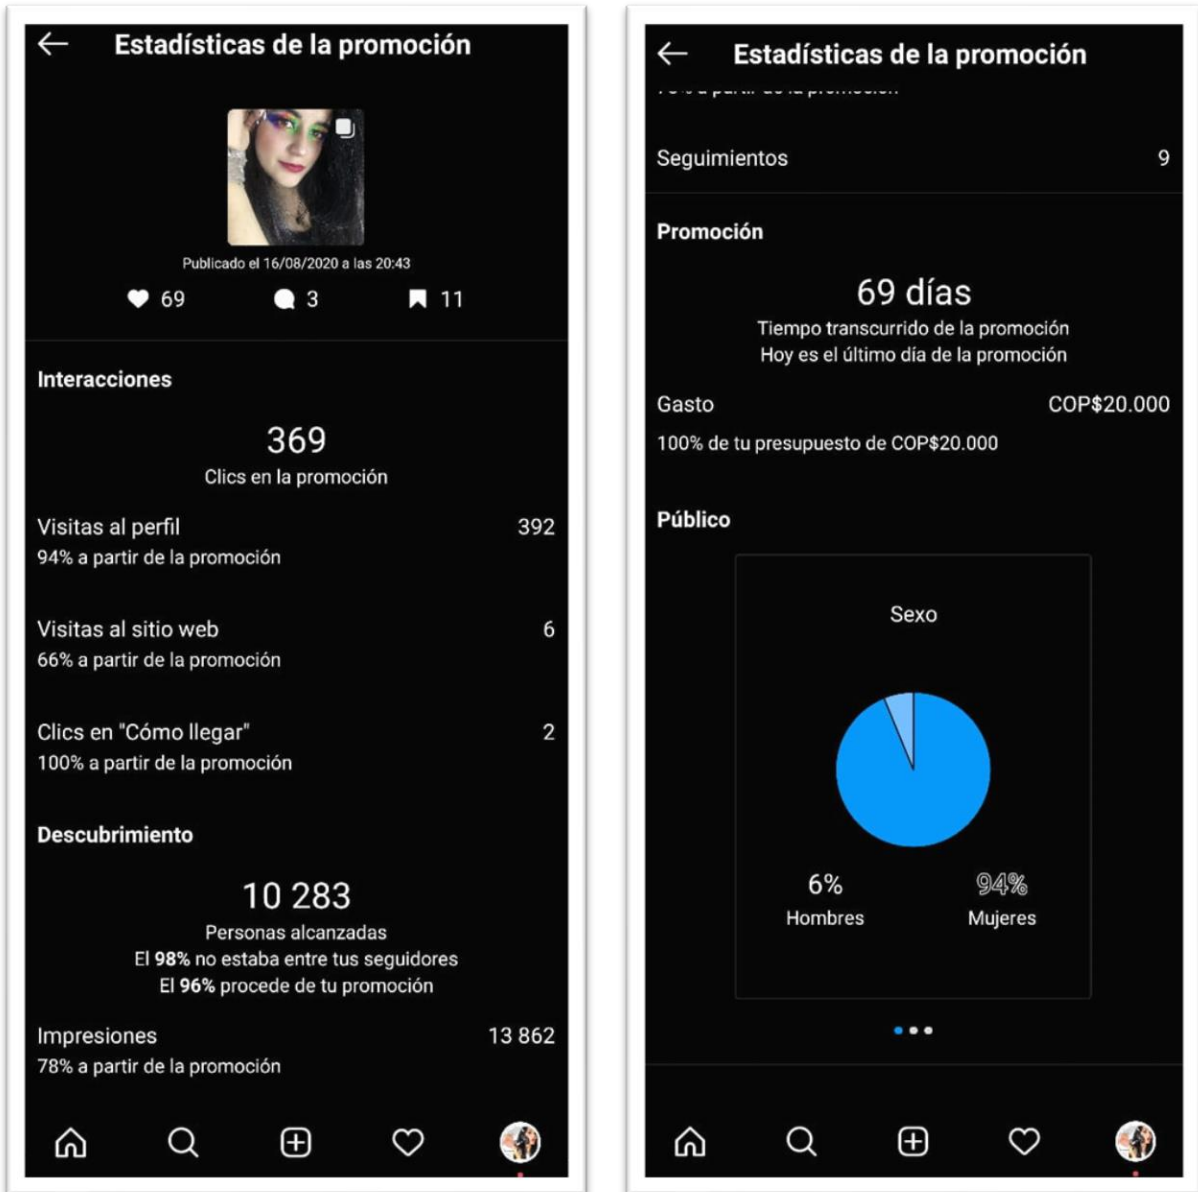 Estadísticas de la promoción
Publicado el 16/08/2020 a las 20:43
69 3 11
Interacciones
369
Clics en la promoción
Visitas al perfil 392
94% a partir de la promoción
Visitas al sitio web 6
66% a partir de la promoción
Clics en "Cómo llegar" 2
100% a partir de la promoción
Descubrimiento
10 283
Personas alcanzadas
El 98% no estaba entre tus seguidores
El 96% procede de tu promoción
Impresiones 13 862
78% a partir de la promoción
Estadísticas de la promoción
a partir de la promoción
Seguimientos 9
Promoción
69 días
Tiempo transcurrido de la promoción
Hoy es el último día de la promoción
Gasto COP$20.000
100% de tu presupuesto de COP$20.000
Público
Sexo
6% 94%
Hombres Mujeres